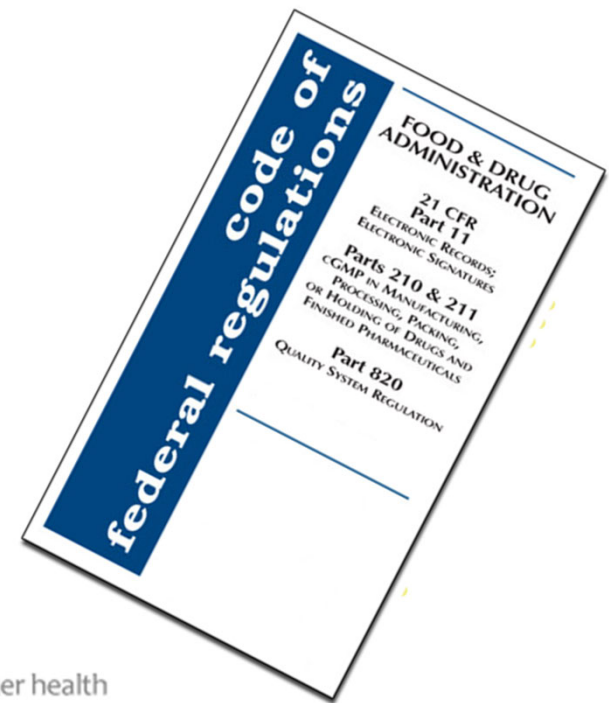 code of
federal regulations
FOOD & DRUG
ADMINISTRATION
21 CFR
Part 11
ELECTRONIC RECORDS;
ELECTRONIC SIGNATURES
Parts 210 & 211
cGMP IN MANUFACTURING,
PROCESSING, PACKING,
OR HOLDING OF DRUGS AND
FINISHED PHARMACEUTICALS
Part 820
QUALITY SYSTEM REGULATION
er health